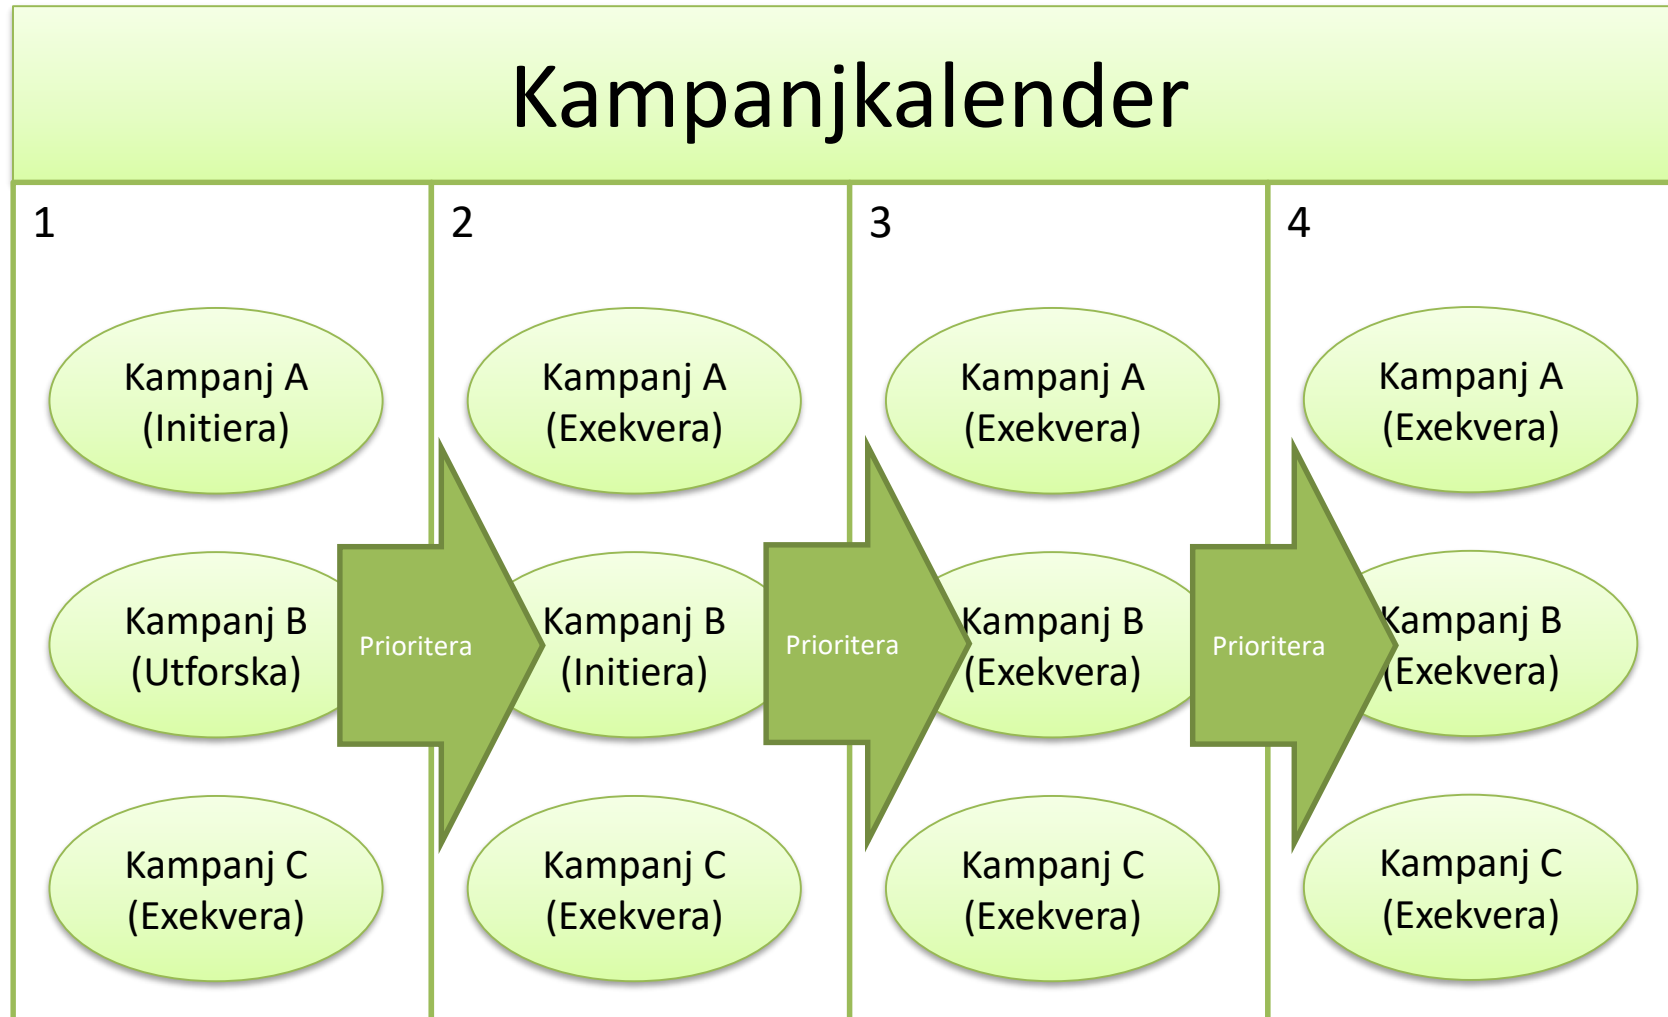 Kampanjkalender
1
Kampanj A
(Initiera)
Kampanj B
(Utforska)
Kampanj C
(Exekvera)
Prioritera
2
Kampanj A
(Exekvera)
Kampanj B
(Initiera)
Kampanj C
(Exekvera)
Prioritera
3
Kampanj A
(Exekvera)
Kampanj B
(Exekvera)
Kampanj C
(Exekvera)
Prioritera
4
Kampanj A
(Exekvera)
Kampanj B
(Exekvera)
Kampanj C
(Exekvera)